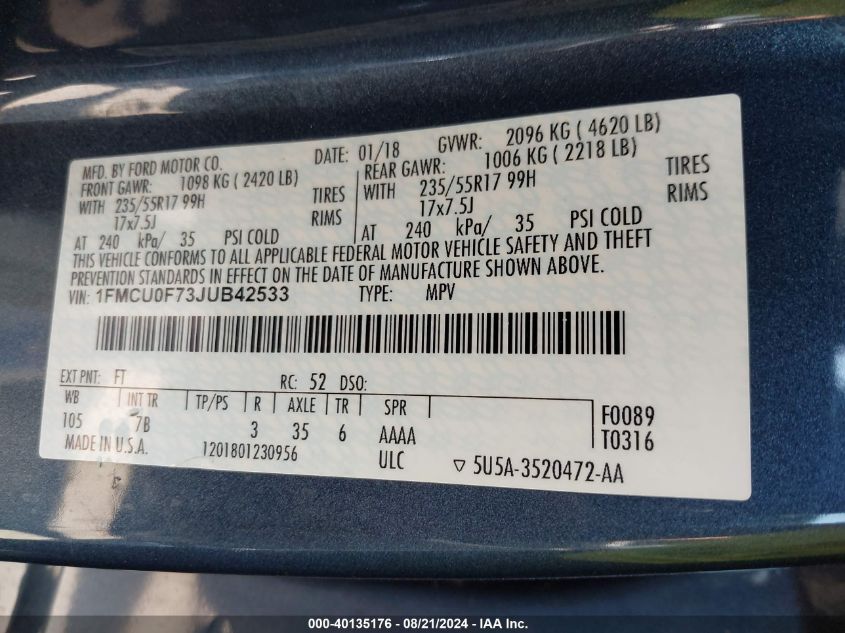 MFD. BY FORD MOTOR CO.
DATE: 01/18
GVWR: 2096 KG ( 4620 LB)
FRONT GAWR: 1098 KG ( 2420 LB)
WITH 235/55R17 99H TIRES
17x7.5J RIMS
AT 240 kPa/ 35 PSI COLD
REAR GAWR: 1006 KG ( 2218 LB)
WITH 235/55R17 99H TIRES
17x7.5J RIMS
AT 240 kPa/ 35 PSI COLD
THIS VEHICLE CONFORMS TO ALL APPLICABLE FEDERAL MOTOR VEHICLE SAFETY AND THEFT
PREVENTION STANDARDS IN EFFECT ON THE DATE OF MANUFACTURE SHOWN ABOVE.
VIN: 1FMCU0F73JUB42533 TYPE: MPV
EXT PNT: FT RC: 52 DSO:
WB INT TR TP/PS R AXLE TR SPR
105 7B 3 35 6 AAAA
F0089
T0316
MADE IN U.S.A. 1201801230956 ULC
▽ 5U5A-3520472-AA
000-40135176 - 08/21/2024 - IAA Inc.